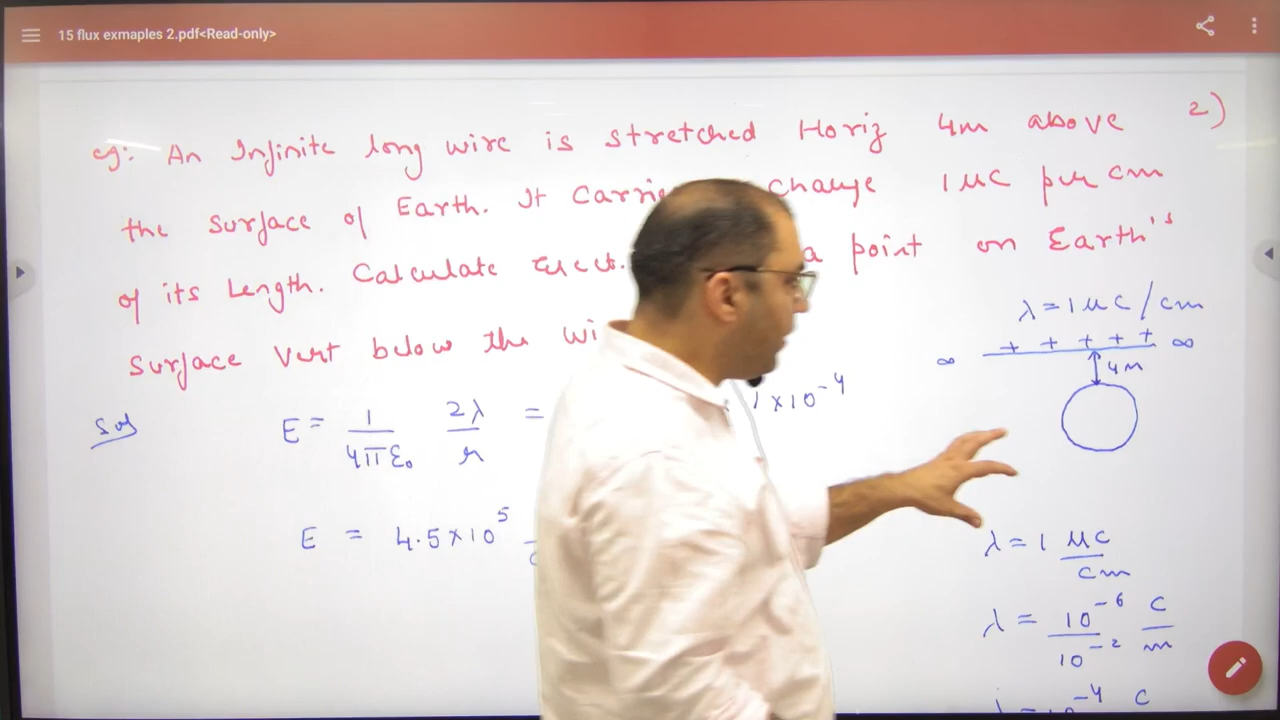 15 flux exmaples 2.pdf<Read-only>
eg: An Infinite long wire is stretched Horiz 4m above 2)
the surface of Earth. It Carries change 1 μC per cm
of its Length. Calculate Elect. a point on Earth's
surface vert below the
λ = 1 μC / cm
∞ + + + + + ∞
4m
Sol E = 1/4πε₀ 2λ/r = 1 × 10⁻⁴
E = 4.5 × 10⁵
λ = 1 μC/cm
λ = 10⁻⁶/10⁻² C/m